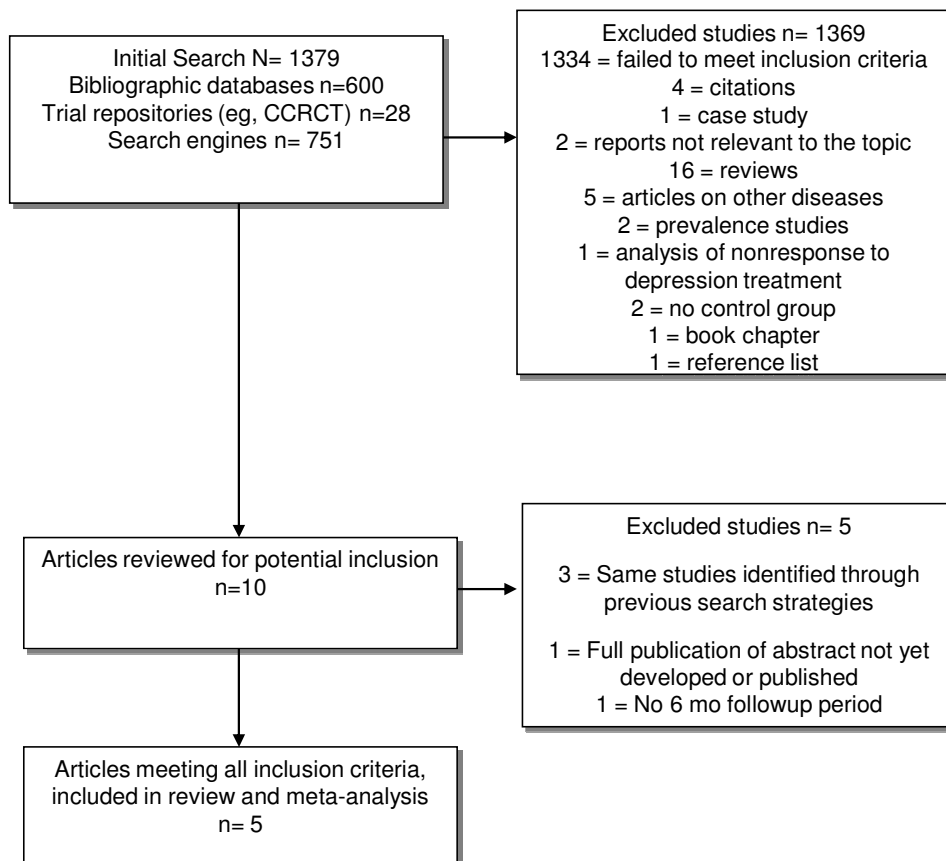 Initial Search N= 1379
Bibliographic databases n=600
Trial repositories (eg, CCRCT) n=28
Search engines n= 751
Excluded studies n= 1369
1334 = failed to meet inclusion criteria
4 = citations
1 = case study
2 = reports not relevant to the topic
16 = reviews
5 = articles on other diseases
2 = prevalence studies
1 = analysis of nonresponse to
depression treatment
2 = no control group
1 = book chapter
1 = reference list
Articles reviewed for potential inclusion
n=10
Excluded studies n= 5
3 = Same studies identified through
previous search strategies
1 = Full publication of abstract not yet
developed or published
1 = No 6 mo followup period
Articles meeting all inclusion criteria,
included in review and meta-analysis
n= 5